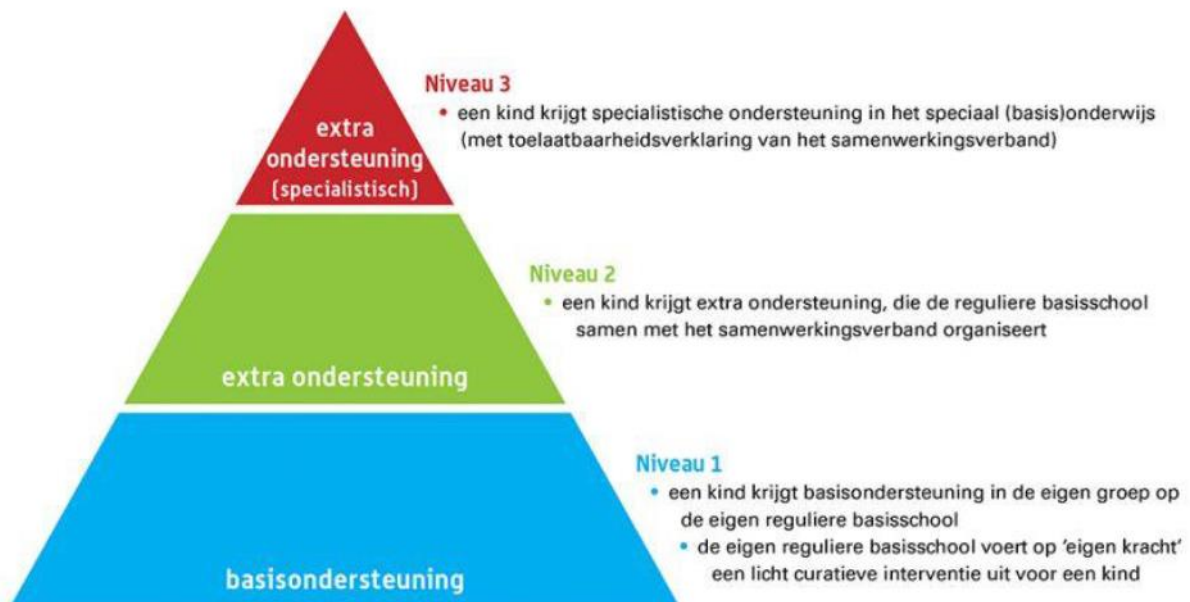 Niveau 3
• een kind krijgt specialistische ondersteuning in het speciaal (basis)onderwijs
(met toelaatbaarheidsverklaring van het samenwerkingsverband)
extra
ondersteuning
(specialistisch)
Niveau 2
• een kind krijgt extra ondersteuning, die de reguliere basisschool
samen met het samenwerkingsverband organiseert
extra ondersteuning
Niveau 1
• een kind krijgt basisondersteuning in de eigen groep op
de eigen reguliere basisschool
• de eigen reguliere basisschool voert op 'eigen kracht'
een licht curatieve interventie uit voor een kind
basisondersteuning